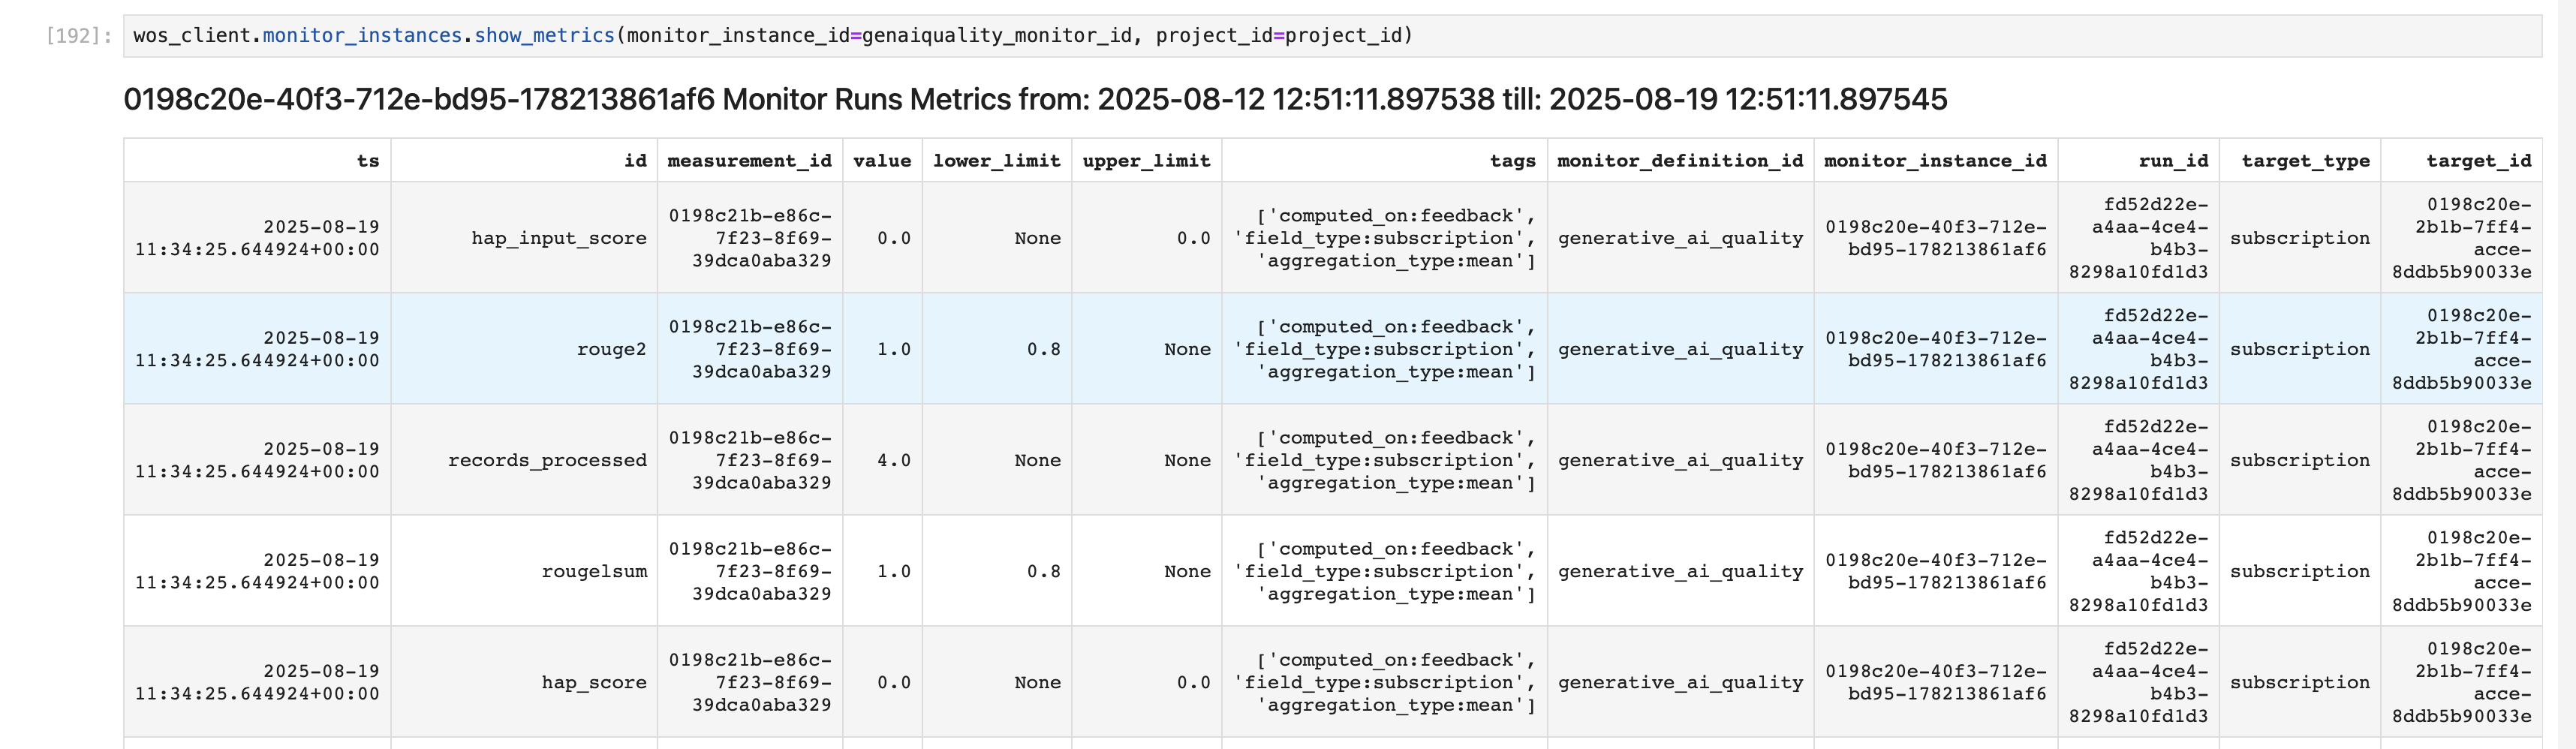 [192]: wos_client.monitor_instances.show_metrics(monitor_instance_id=genaiquality_monitor_id, project_id=project_id)
0198c20e-40f3-712e-bd95-178213861af6 Monitor Runs Metrics from: 2025-08-12 12:51:11.897538 till: 2025-08-19 12:51:11.897545
ts id measurement_id value lower_limit upper_limit tags monitor_definition_id monitor_instance_id run_id target_type target_id
2025-08-19
11:34:25.644924+00:00
hap_input_score
0198c21b-e86c-
7f23-8f69-
39dca0aba329
0.0
None
0.0
['computed_on:feedback',
'field_type:subscription',
'aggregation_type:mean']
generative_ai_quality
0198c20e-40f3-712e-
bd95-178213861af6
fd52d22e-
a4aa-4ce4-
b4b3-
8298a10fd1d3
subscription
0198c20e-
2b1b-7ff4-
acce-
8ddb5b90033e
2025-08-19
11:34:25.644924+00:00
rouge2
0198c21b-e86c-
7f23-8f69-
39dca0aba329
1.0
0.8
None
['computed_on:feedback',
'field_type:subscription',
'aggregation_type:mean']
generative_ai_quality
0198c20e-40f3-712e-
bd95-178213861af6
fd52d22e-
a4aa-4ce4-
b4b3-
8298a10fd1d3
subscription
0198c20e-
2b1b-7ff4-
acce-
8ddb5b90033e
2025-08-19
11:34:25.644924+00:00
records_processed
0198c21b-e86c-
7f23-8f69-
39dca0aba329
4.0
None
None
['computed_on:feedback',
'field_type:subscription',
'aggregation_type:mean']
generative_ai_quality
0198c20e-40f3-712e-
bd95-178213861af6
fd52d22e-
a4aa-4ce4-
b4b3-
8298a10fd1d3
subscription
0198c20e-
2b1b-7ff4-
acce-
8ddb5b90033e
2025-08-19
11:34:25.644924+00:00
rougelsum
0198c21b-e86c-
7f23-8f69-
39dca0aba329
1.0
0.8
None
['computed_on:feedback',
'field_type:subscription',
'aggregation_type:mean']
generative_ai_quality
0198c20e-40f3-712e-
bd95-178213861af6
fd52d22e-
a4aa-4ce4-
b4b3-
8298a10fd1d3
subscription
0198c20e-
2b1b-7ff4-
acce-
8ddb5b90033e
2025-08-19
11:34:25.644924+00:00
hap_score
0198c21b-e86c-
7f23-8f69-
39dca0aba329
0.0
None
0.0
['computed_on:feedback',
'field_type:subscription',
'aggregation_type:mean']
generative_ai_quality
0198c20e-40f3-712e-
bd95-178213861af6
fd52d22e-
a4aa-4ce4-
b4b3-
8298a10fd1d3
subscription
0198c20e-
2b1b-7ff4-
acce-
8ddb5b90033e